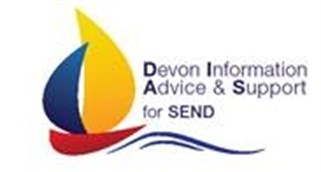 Devon Information
Advice & Support
for SEND